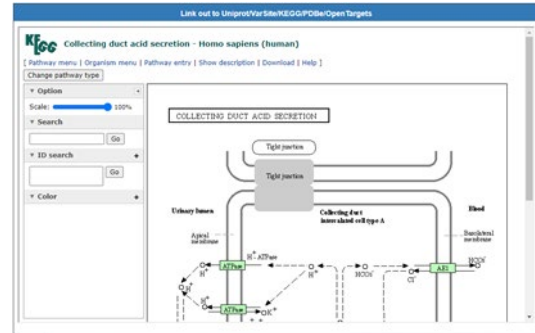 Link out to Uniprot/VarSite/KEGG/PDBe/OpenTargets
KEGG Collecting duct acid secretion - Homo sapiens (human)
[ Pathway menu | Organism menu | Pathway entry | Show description | Download | Help ]
Change pathway type
▼ Option
Scale: 100%
▼ Search
Go
▼ ID search
Go
▼ Color
COLLECTING DUCT ACID SECRETION
Tight junction
Tight junction
Urinary lumen
Collecting duct
intercalated cell type A
Blood
Apical
membrane
Basolateral
membrane
H⁺-ATPase
ATPase
H⁺
H⁺
HCO₃⁻
Cl⁻
AE1
HCO₃⁻
H⁺
ATPase
H⁺
K⁺